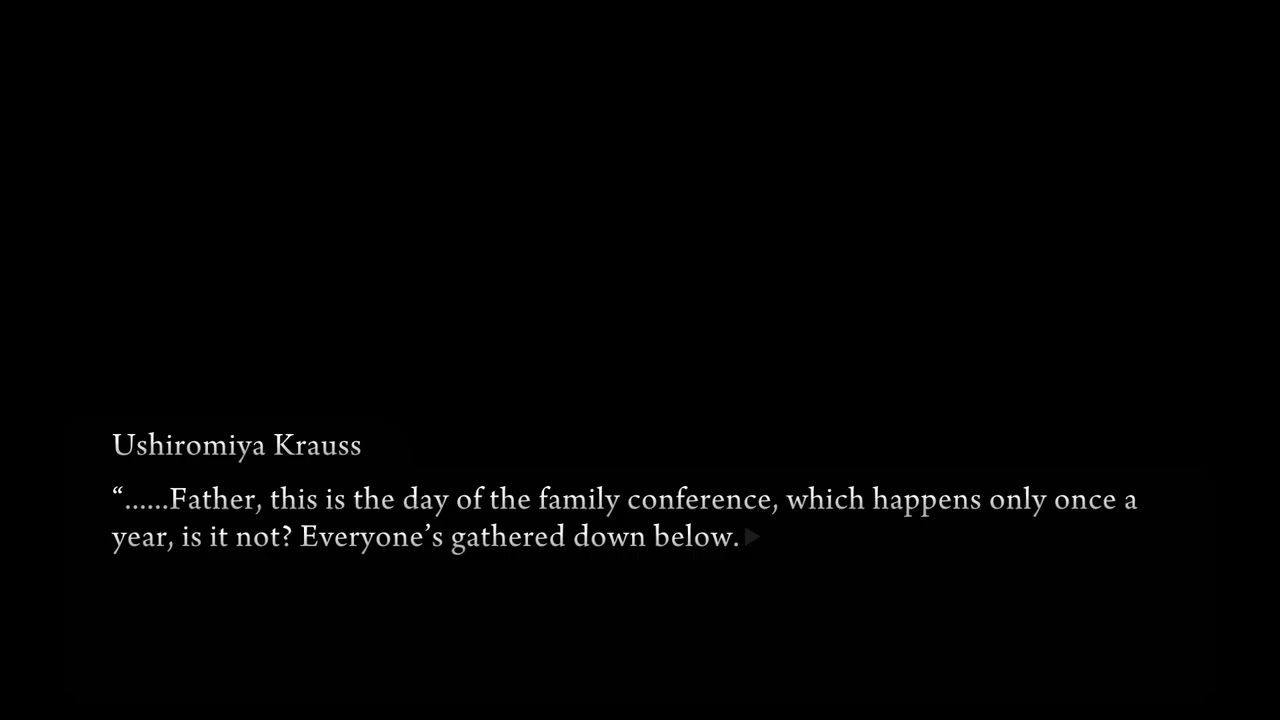 Ushiromiya Krauss
“......Father, this is the day of the family conference, which happens only once a
year, is it not? Everyone’s gathered down below.